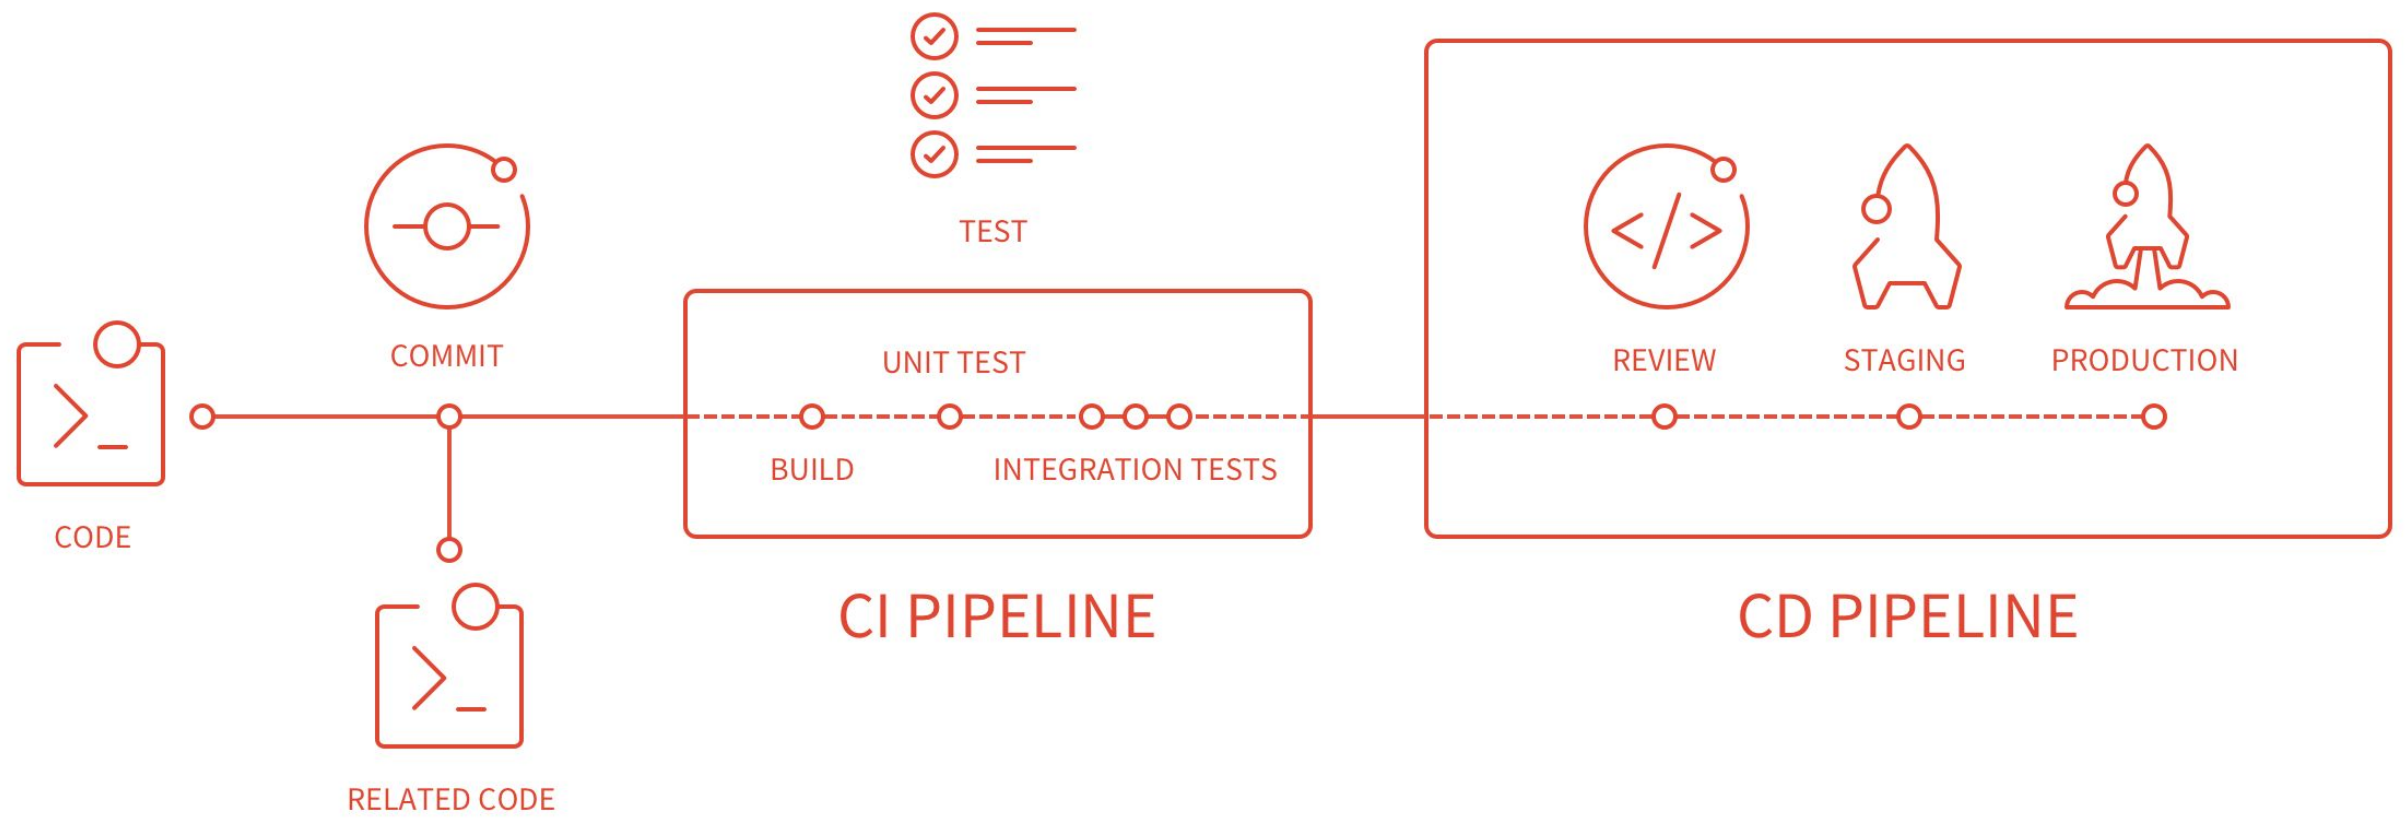 CODE
COMMIT
RELATED CODE
TEST
UNIT TEST
BUILD
INTEGRATION TESTS
CI PIPELINE
REVIEW
STAGING
PRODUCTION
CD PIPELINE